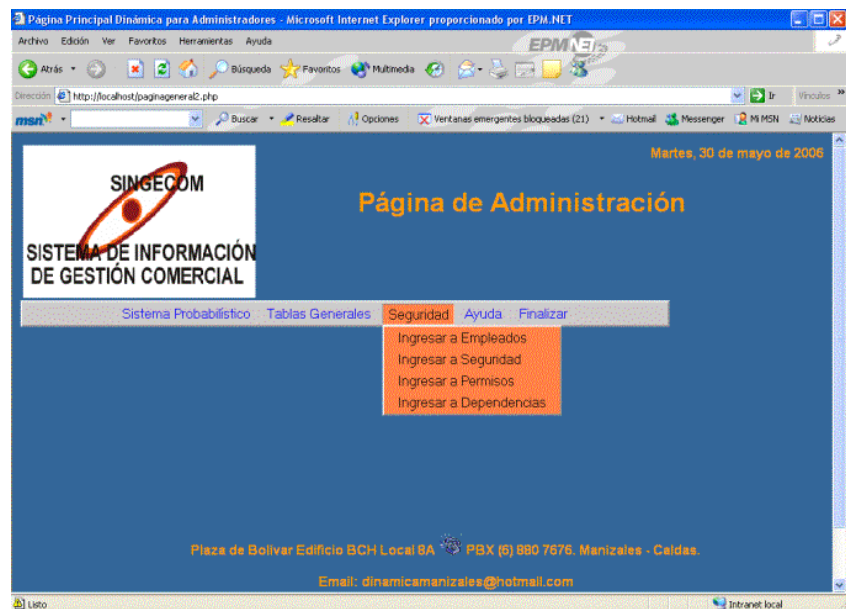 Página Principal Dinámica para Administradores - Microsoft Internet Explorer proporcionado por EPM.NET
Archivo Edición Ver Favoritos Herramientas Ayuda
EPMNET
Atrás Búsqueda Favoritos Multimedia
Dirección http://localhost/paginageneral2.php Ir Vínculos »
msn Buscar Resaltar Opciones Ventanas emergentes bloqueadas (21) Hotmail Messenger Mi MSN Noticias
Martes, 30 de mayo de 2006
SINGECOM
SISTEMA DE INFORMACIÓN
DE GESTIÓN COMERCIAL
Página de Administración
Sistema Probabilístico Tablas Generales Seguridad Ayuda Finalizar
Ingresar a Empleados
Ingresar a Seguridad
Ingresar a Permisos
Ingresar a Dependencias
Plaza de Bolivar Edificio BCH Local 8A PBX (6) 880 7676. Manizales - Caldas.
Email: dinamicamanizales@hotmail.com
Listo Intranet local